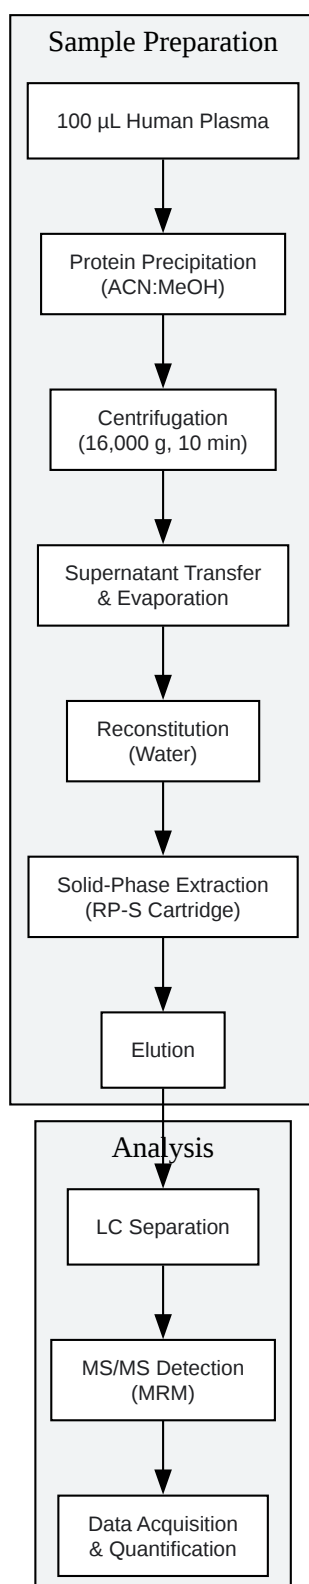 Sample Preparation
100 µL Human Plasma
Protein Precipitation
(ACN:MeOH)
Centrifugation
(16,000 g, 10 min)
Supernatant Transfer
& Evaporation
Reconstitution
(Water)
Solid-Phase Extraction
(RP-S Cartridge)
Elution
Analysis
LC Separation
MS/MS Detection
(MRM)
Data Acquisition
& Quantification